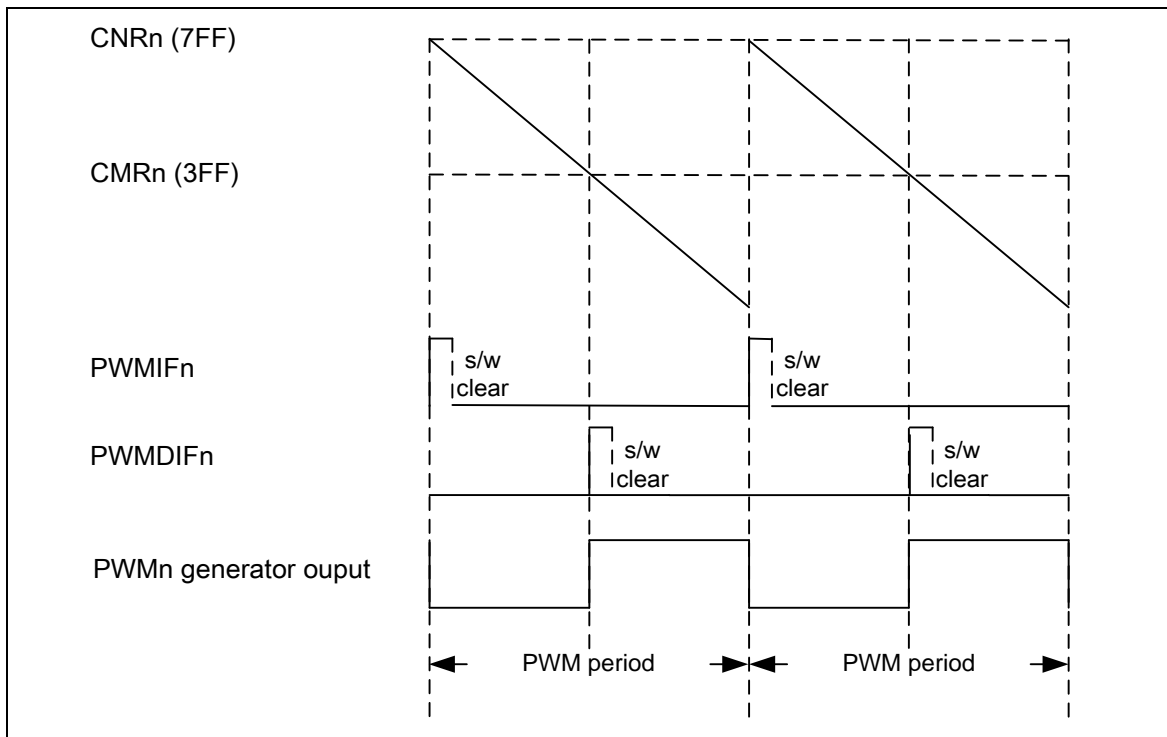 CNRn (7FF)
CMRn (3FF)
PWMIFn
s/w
clear
s/w
clear
PWMDIFn
s/w
clear
s/w
clear
PWMn generator ouput
PWM period
PWM period